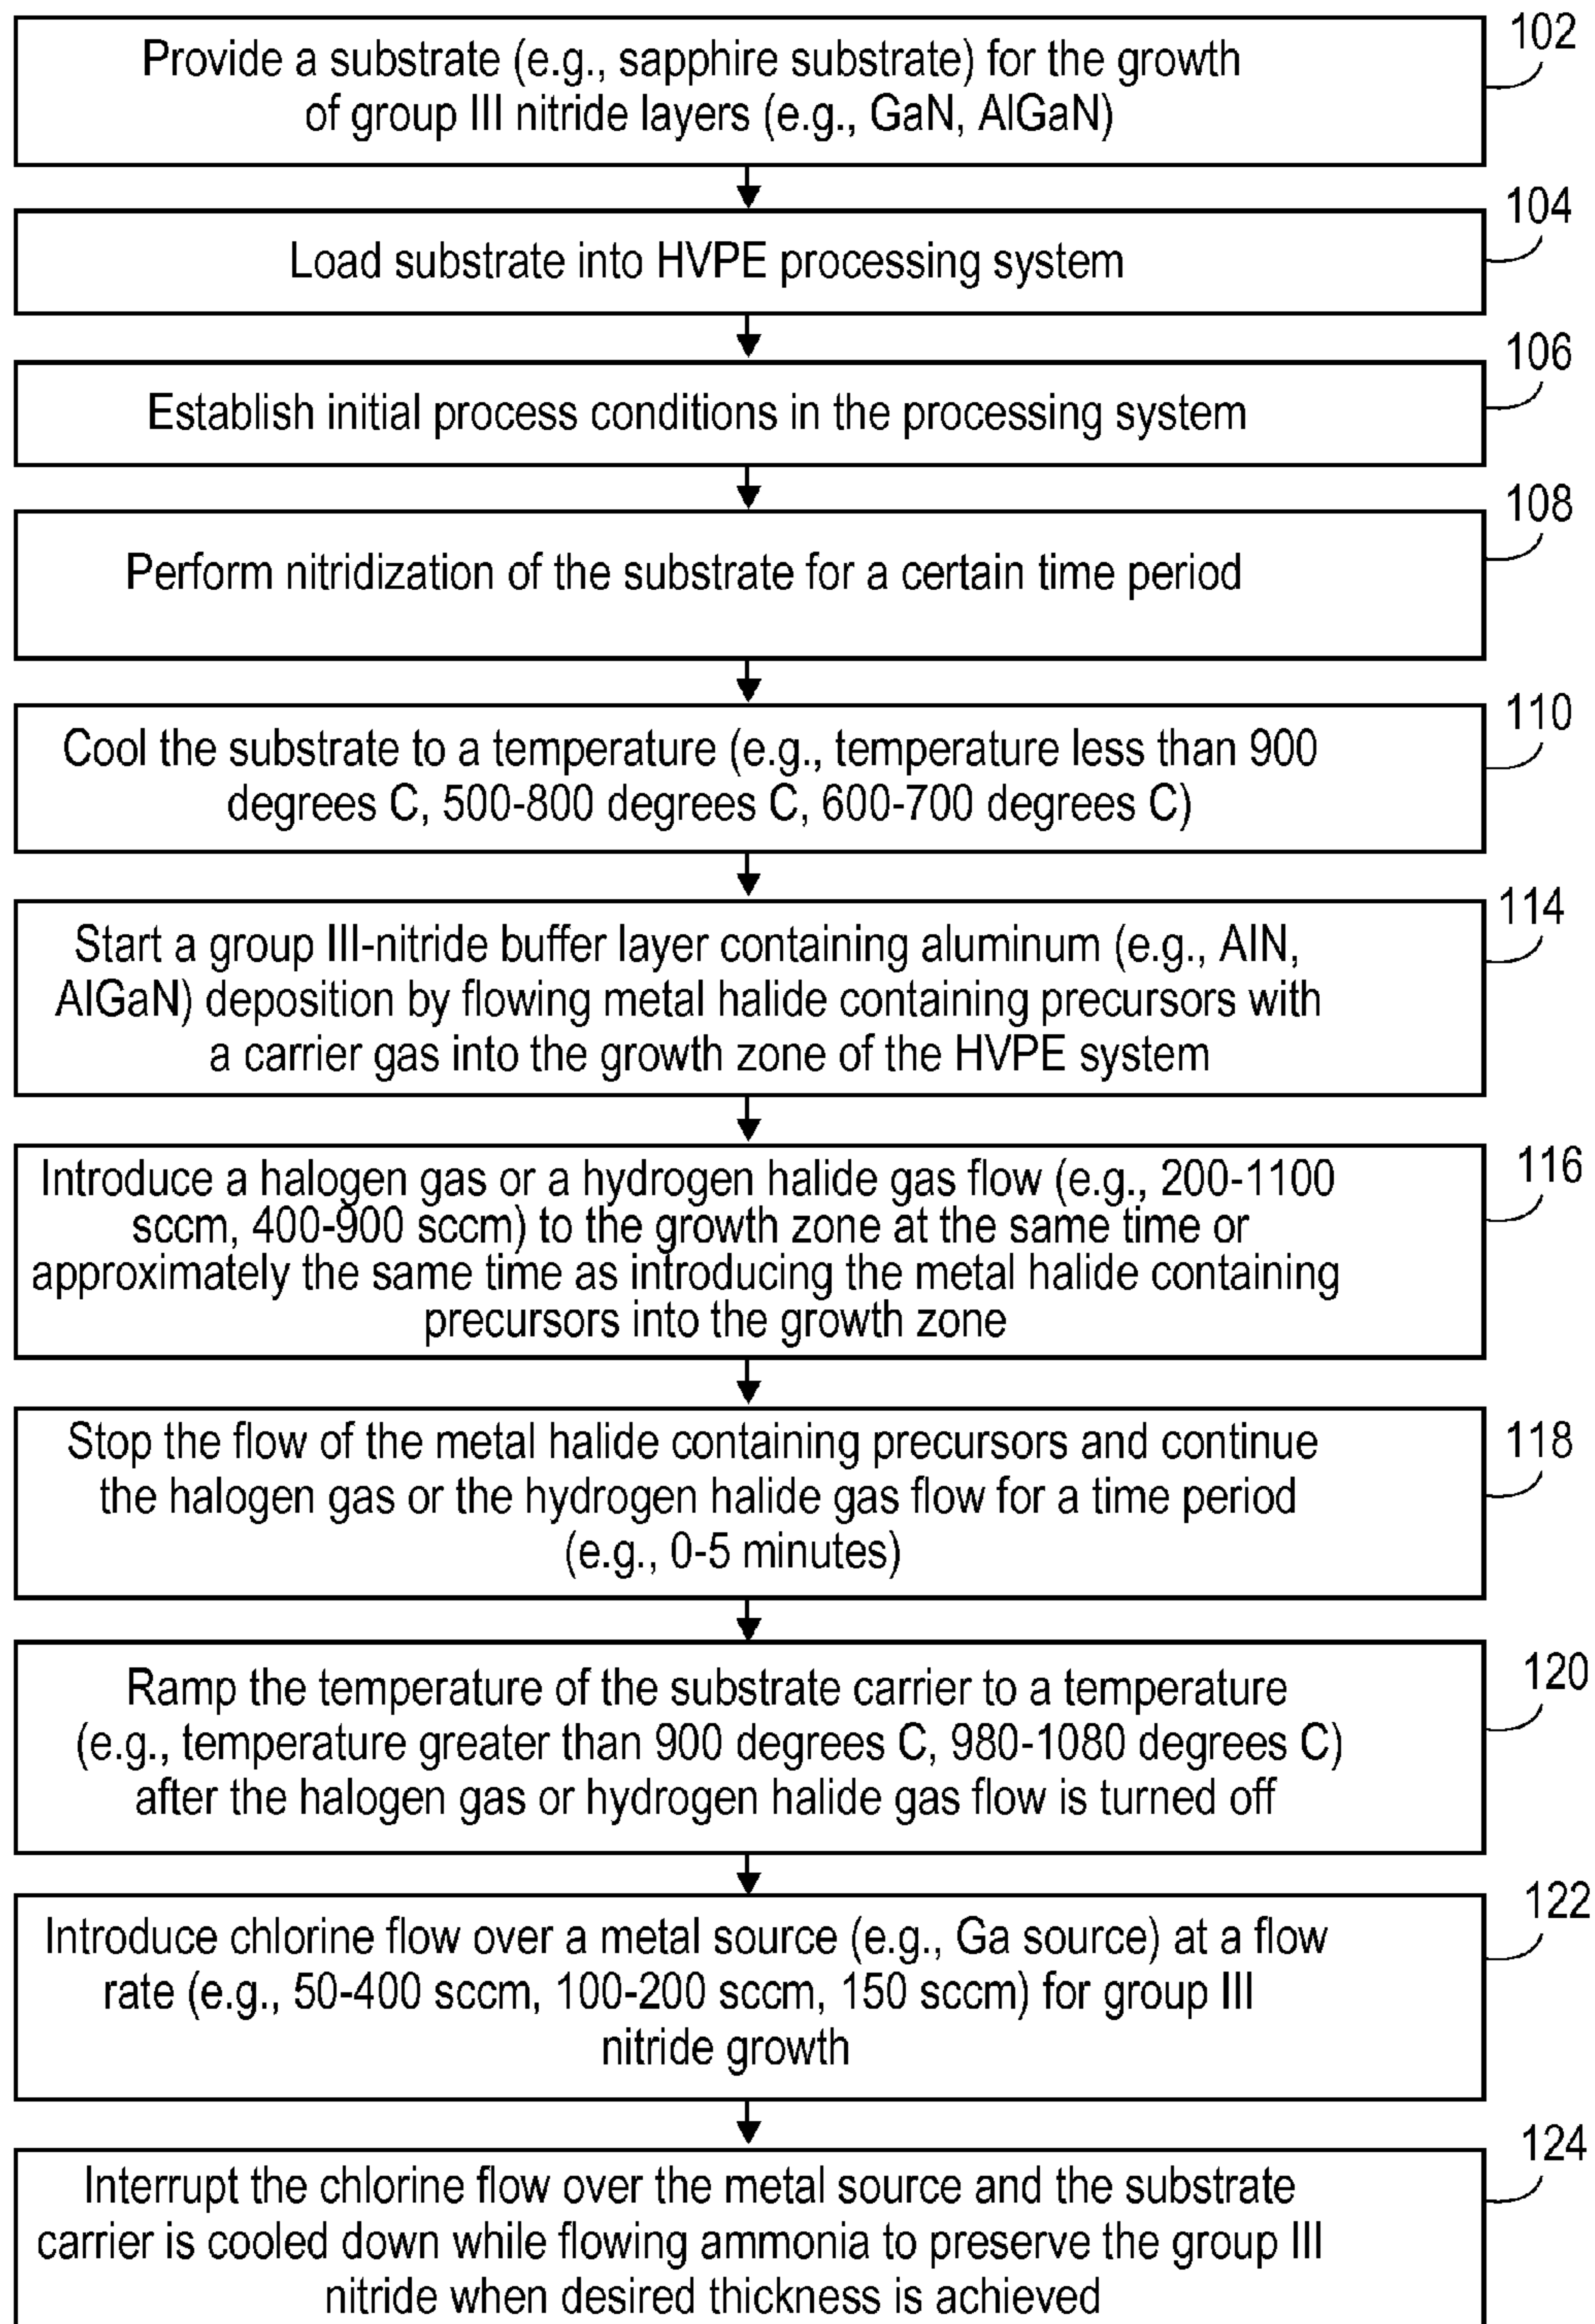 102
Provide a substrate (e.g., sapphire substrate) for the growth
of group III nitride layers (e.g., GaN, AlGaN)
104
Load substrate into HVPE processing system
106
Establish initial process conditions in the processing system
108
Perform nitridization of the substrate for a certain time period
110
Cool the substrate to a temperature (e.g., temperature less than 900
degrees C, 500-800 degrees C, 600-700 degrees C)
114
Start a group III-nitride buffer layer containing aluminum (e.g., AlN,
AlGaN) deposition by flowing metal halide containing precursors with
a carrier gas into the growth zone of the HVPE system
116
Introduce a halogen gas or a hydrogen halide gas flow (e.g., 200-1100
sccm, 400-900 sccm) to the growth zone at the same time or
approximately the same time as introducing the metal halide containing
precursors into the growth zone
118
Stop the flow of the metal halide containing precursors and continue
the halogen gas or the hydrogen halide gas flow for a time period
(e.g., 0-5 minutes)
120
Ramp the temperature of the substrate carrier to a temperature
(e.g., temperature greater than 900 degrees C, 980-1080 degrees C)
after the halogen gas or hydrogen halide gas flow is turned off
122
Introduce chlorine flow over a metal source (e.g., Ga source) at a flow
rate (e.g., 50-400 sccm, 100-200 sccm, 150 sccm) for group III
nitride growth
124
Interrupt the chlorine flow over the metal source and the substrate
carrier is cooled down while flowing ammonia to preserve the group III
nitride when desired thickness is achieved